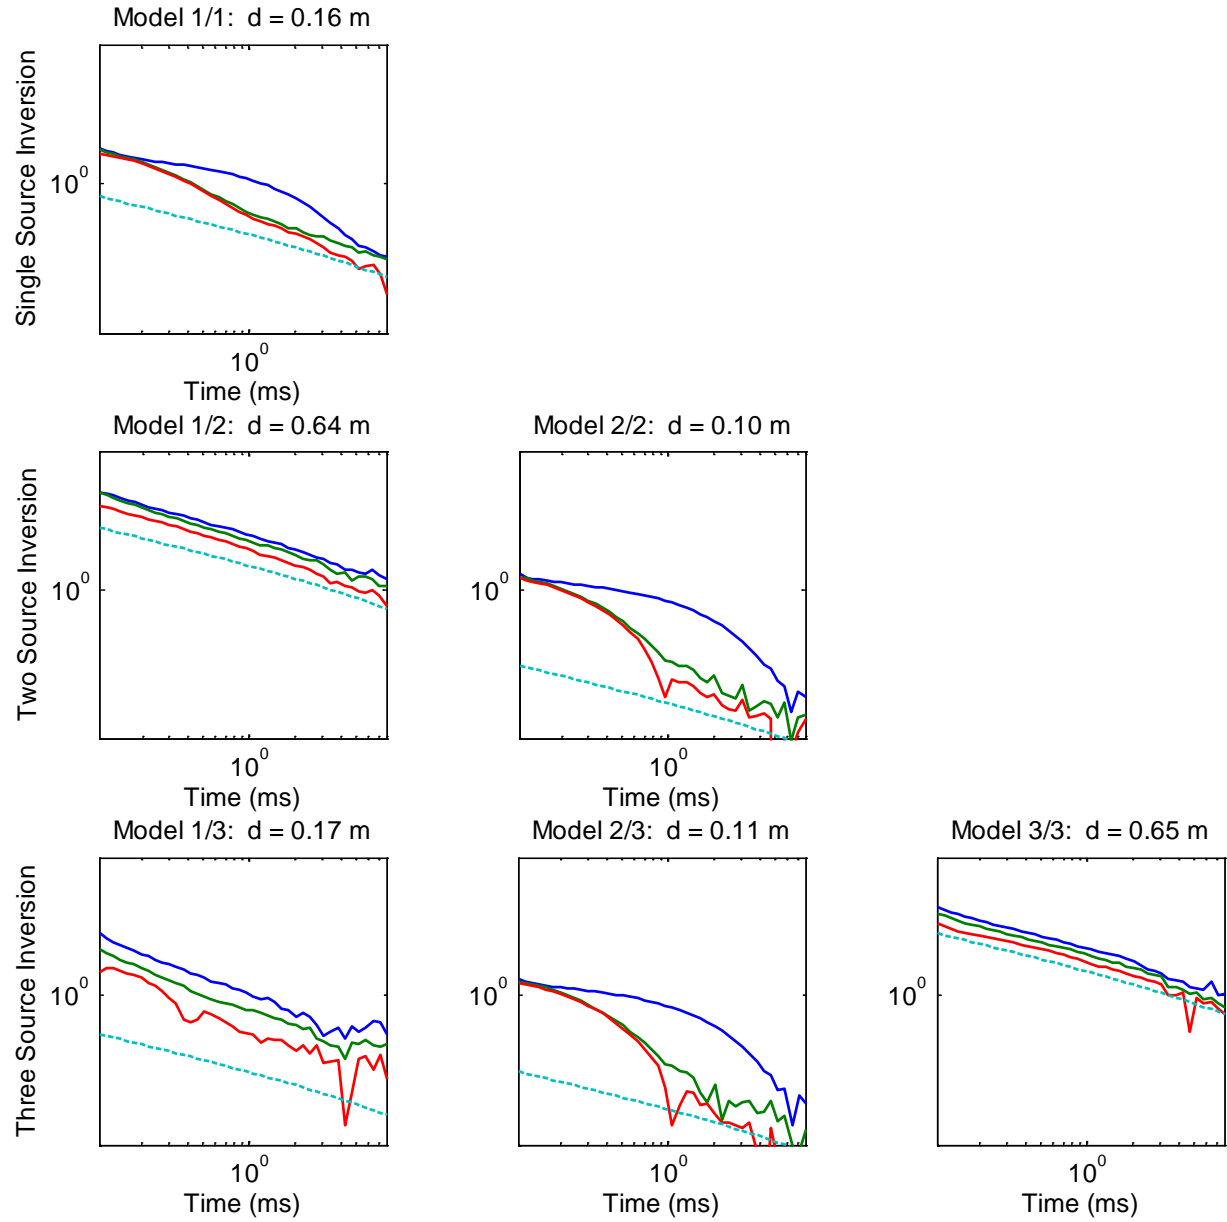 Model 1/1: d = 0.16 m
Single Source Inversion
10^0
10^0
Time (ms)
Model 1/2: d = 0.64 m
Two Source Inversion
10^0
10^0
Time (ms)
Model 2/2: d = 0.10 m
10^0
10^0
Time (ms)
Model 1/3: d = 0.17 m
Three Source Inversion
10^0
10^0
Time (ms)
Model 2/3: d = 0.11 m
10^0
10^0
Time (ms)
Model 3/3: d = 0.65 m
10^0
10^0
Time (ms)